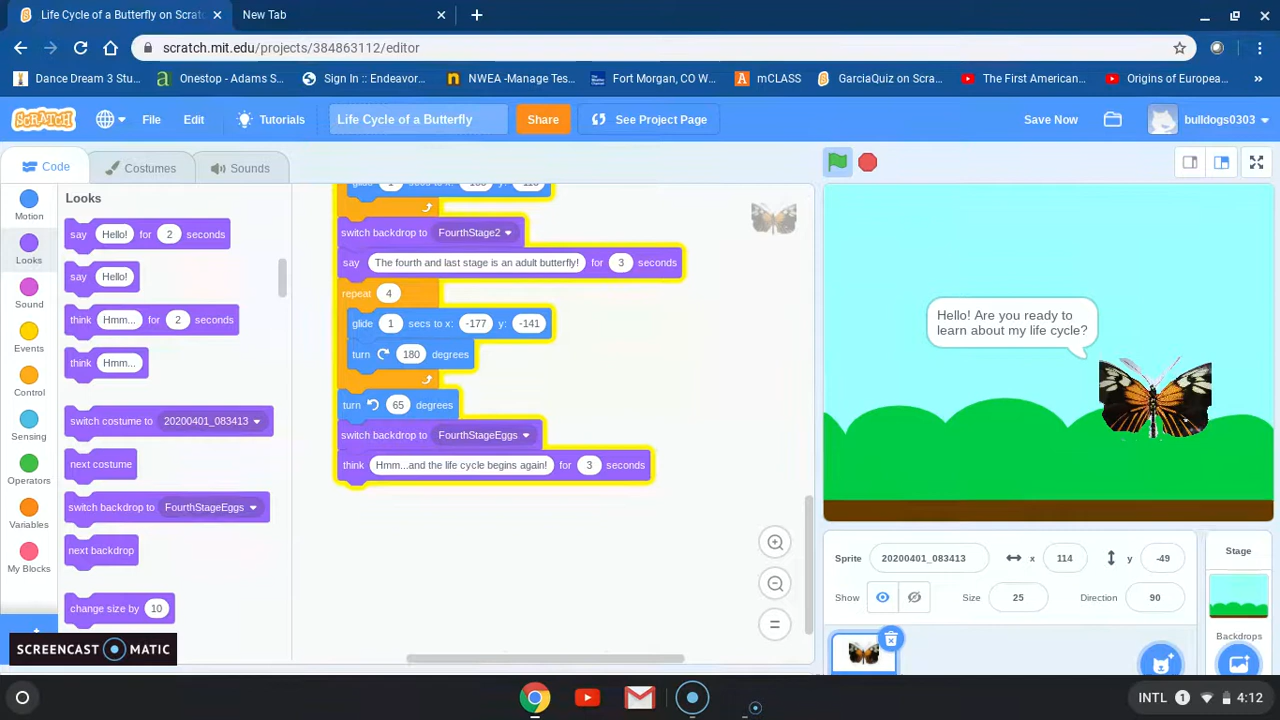 Life Cycle of a Butterfly on Scrat
New Tab
scratch.mit.edu/projects/384863112/editor
Dance Dream 3 Stu...
Onestop - Adams S...
Sign In :: Endeavor...
NWEA -Manage Tes...
Fort Morgan, CO W...
mCLASS
GarciaQuiz on Scra...
The First American...
Origins of European...
SCRATCH
File
Edit
Tutorials
Life Cycle of a Butterfly
Share
See Project Page
Save Now
bulldogs0303
Code
Costumes
Sounds
Motion
Looks
Sound
Events
Control
Sensing
Operators
Variables
My Blocks
Looks
say Hello! for 2 seconds
say Hello!
think Hmm... for 2 seconds
think Hmm...
switch costume to 20200401_083413
next costume
switch backdrop to FourthStageEggs
next backdrop
change size by 10
glide 1 secs to x: y:
switch backdrop to FourthStage2
say The fourth and last stage is an adult butterfly! for 3 seconds
repeat 4
glide 1 secs to x: -177 y: -141
turn 180 degrees
turn 65 degrees
switch backdrop to FourthStageEggs
think Hmm...and the life cycle begins again! for 3 seconds
Hello! Are you ready to
learn about my life cycle?
Sprite 20200401_083413 x 114 y -49
Show Size 25 Direction 90
Stage
Backdrops
SCREENCAST MATIC
INTL 1 4:12